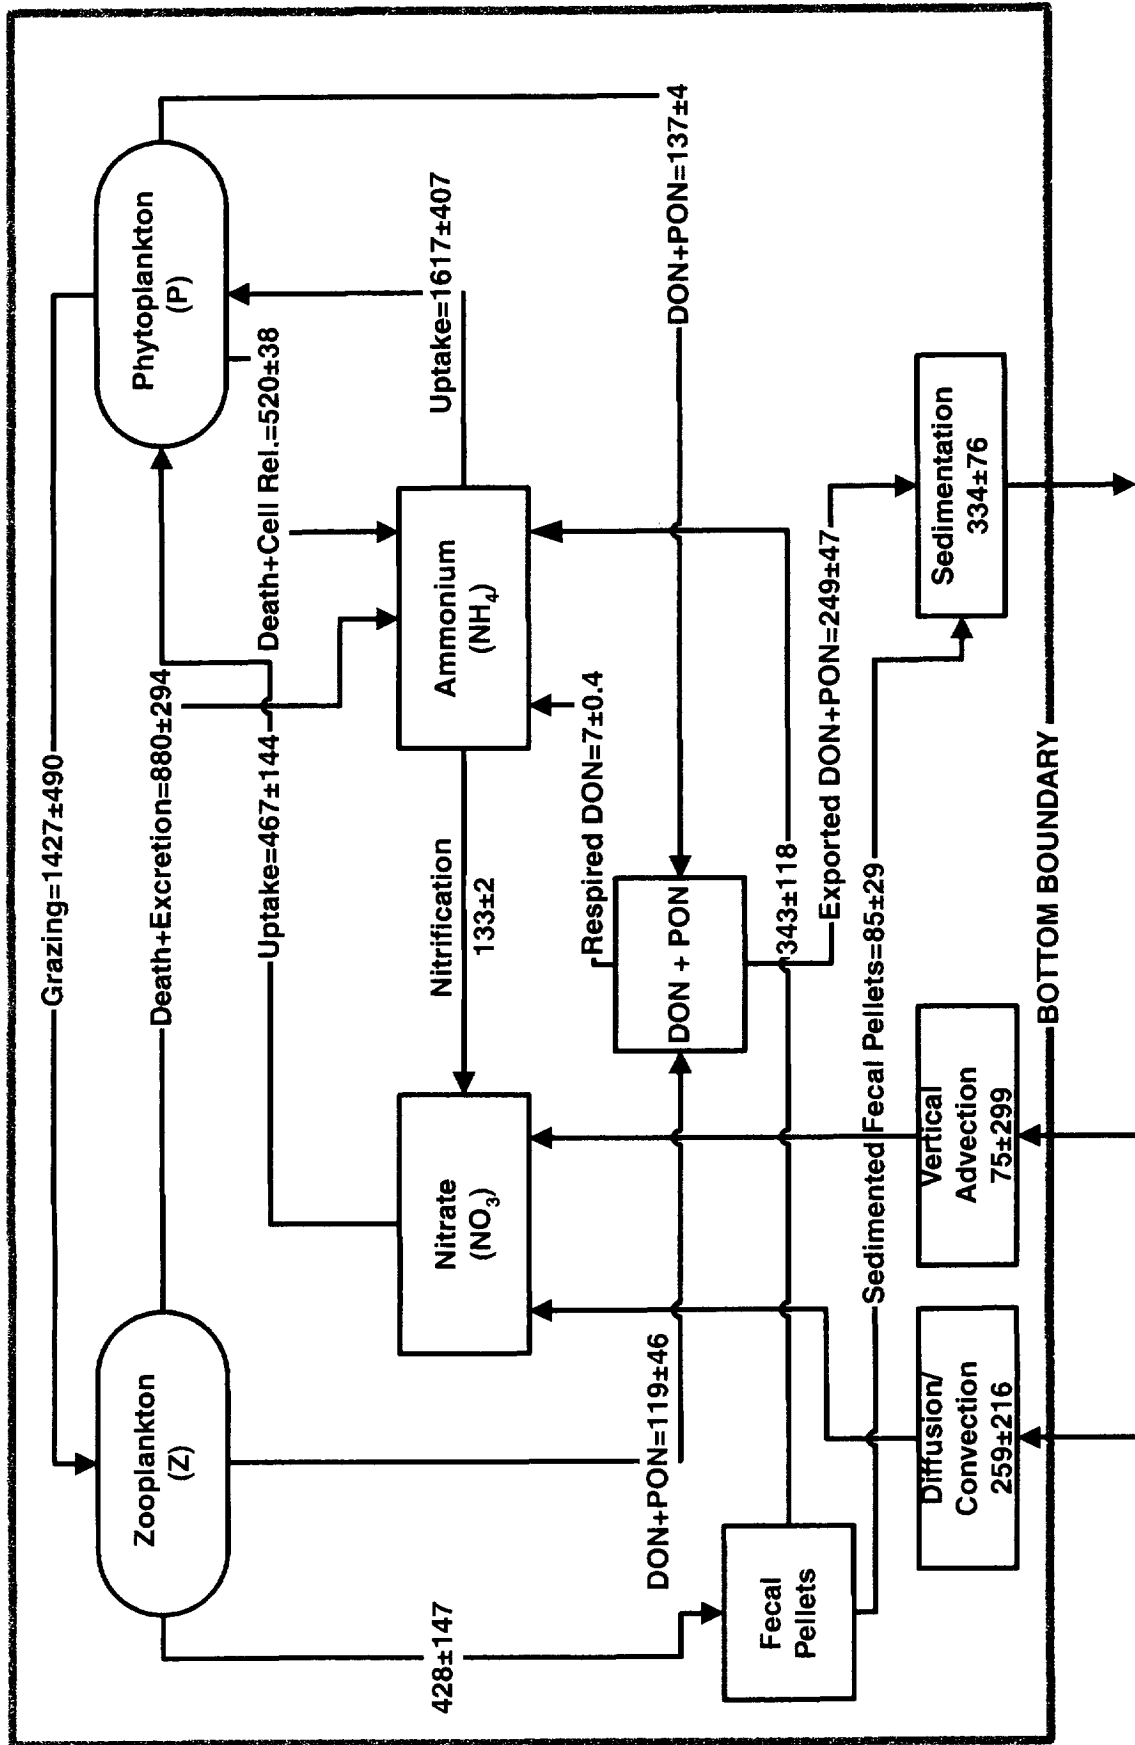 Grazing=1427±490
Zooplankton
(Z)
Phytoplankton
(P)
Death+Excretion=880±294
Uptake=467±144
Death+Cell Rel.=520±38
Uptake=1617±407
428±147
Nitrate
(NO₃)
Nitrification
133±2
Ammonium
(NH₄)
Respired DON=7±0.4
DON+PON=119±46
DON + PON
DON+PON=137±4
Fecal
Pellets
343±118
Exported DON+PON=249±47
Sedimented Fecal Pellets=85±29
Diffusion/
Convection
259±216
Vertical
Advection
75±299
Sedimentation
334±76
BOTTOM BOUNDARY